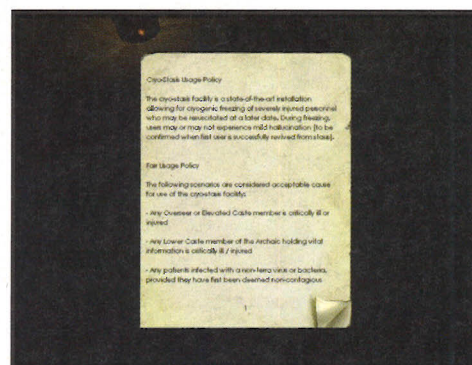 Cryo-Stasis Usage Policy
The cryo-stasis facility is a state-of-the-art installation
allowing for cryogenic freezing of severely injured personnel
who may be resuscitated at a later date. During freezing,
users may or may not experience mild hallucination (to be
confirmed when first user is successfully revived from stasis).
Fair Usage Policy
The following scenarios are considered acceptable cause
for use of the cryostasis facility:
- Any Overseer or Elevated Caste member is critically ill or
injured
- Any Lower Caste member of the Archaic holding vital
information is critically ill / injured
- Any patients infected with a non-terra virus or bacteria,
provided they have first been deemed non-contagious
1